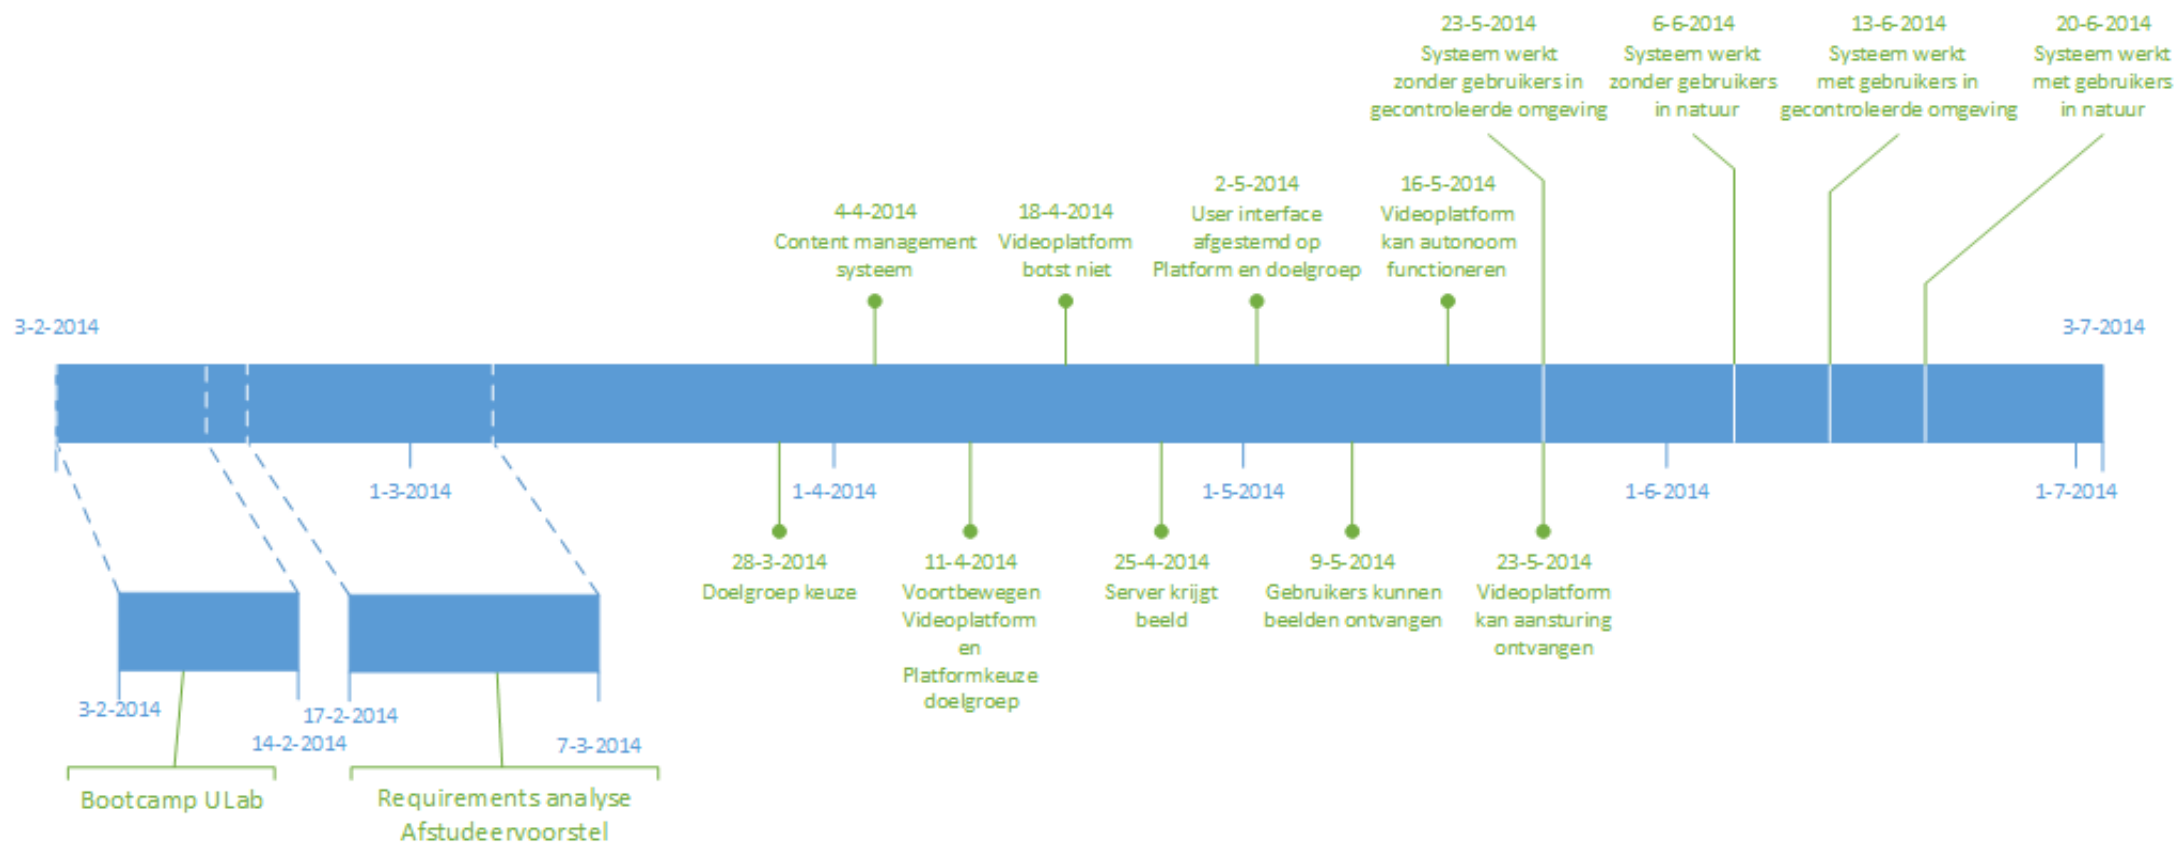 23-5-2014
Systeem werkt
zonder gebruikers in
gecontroleerde omgeving
6-6-2014
Systeem werkt
zonder gebruikers
in natuur
13-6-2014
Systeem werkt
met gebruikers in
gecontroleerde omgeving
20-6-2014
Systeem werkt
met gebruikers
in natuur
4-4-2014
Content management
systeem
18-4-2014
Videoplatform
botst niet
2-5-2014
User interface
afgestemd op
Platform en doelgroep
16-5-2014
Videoplatform
kan autonoom
functioneren
3-2-2014
3-7-2014
1-3-2014
1-4-2014
1-5-2014
1-6-2014
1-7-2014
28-3-2014
Doelgroep keuze
11-4-2014
Voortbewegen
Videoplatform
en
Platformkeuze
doelgroep
25-4-2014
Server krijgt
beeld
9-5-2014
Gebruikers kunnen
beelden ontvangen
23-5-2014
Videoplatform
kan aansturing
ontvangen
3-2-2014
14-2-2014
17-2-2014
7-3-2014
Bootcamp ULab
Requirements analyse
Afstudeervoorstel